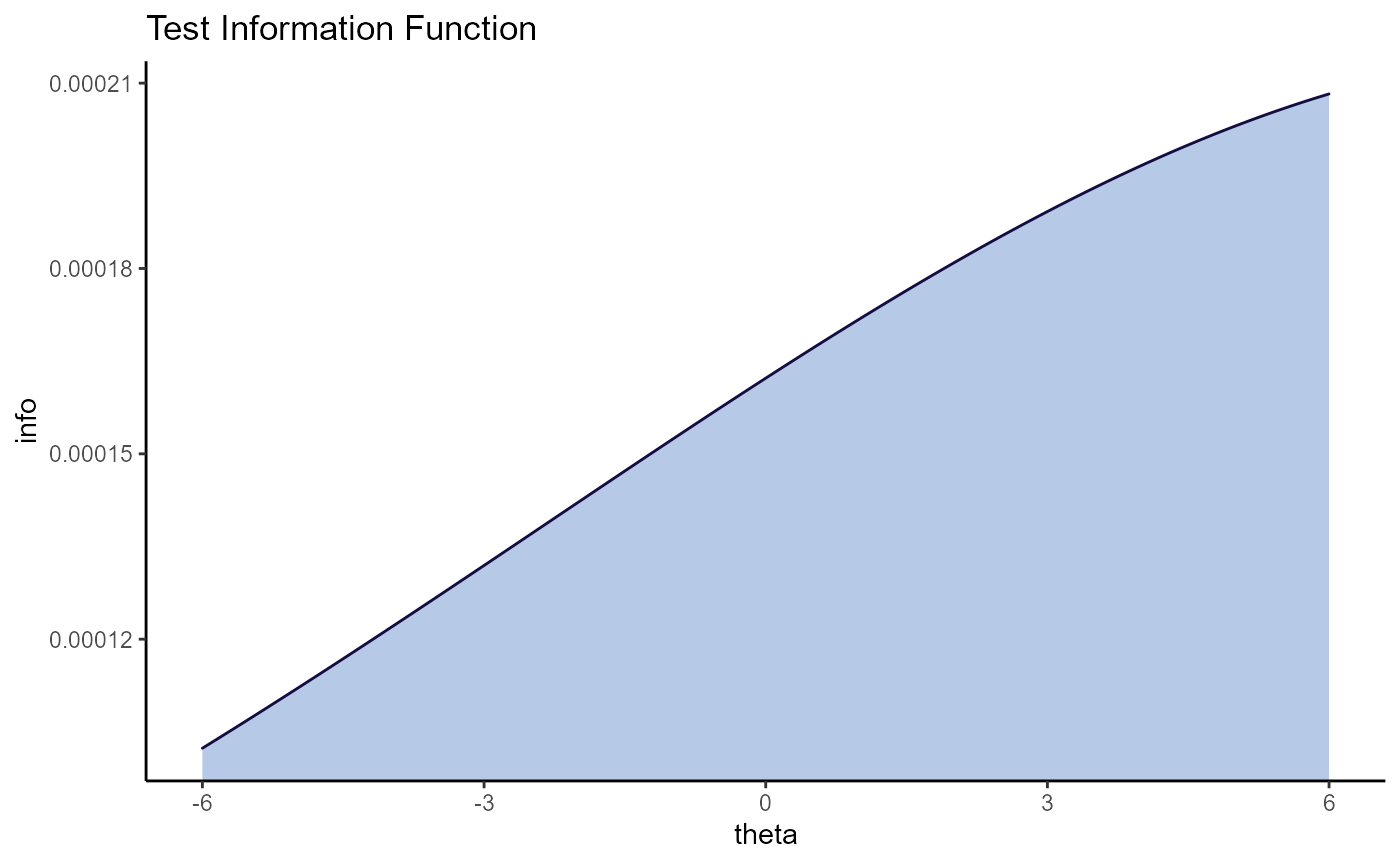 Test Information Function
0.00021
0.00018
0.00015
0.00012
info
-6 -3 0 3 6
theta